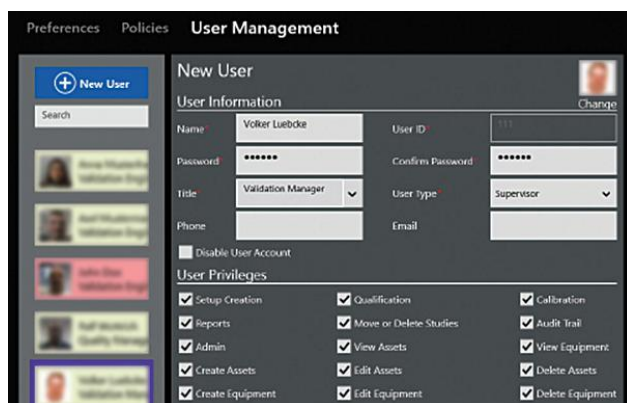 Preferences Policies User Management
New User
Search
New User
Change
User Information
Name* Volker Luebcke User ID* 111
Password* •••••• Confirm Password* ••••••
Title* Validation Manager User Type* Supervisor
Phone Email
Disable User Account
User Privileges
Setup Creation Qualification Calibration
Reports Move or Delete Studies Audit Trail
Admin View Assets View Equipment
Create Assets Edit Assets Delete Assets
Create Equipment Edit Equipment Delete Equipment